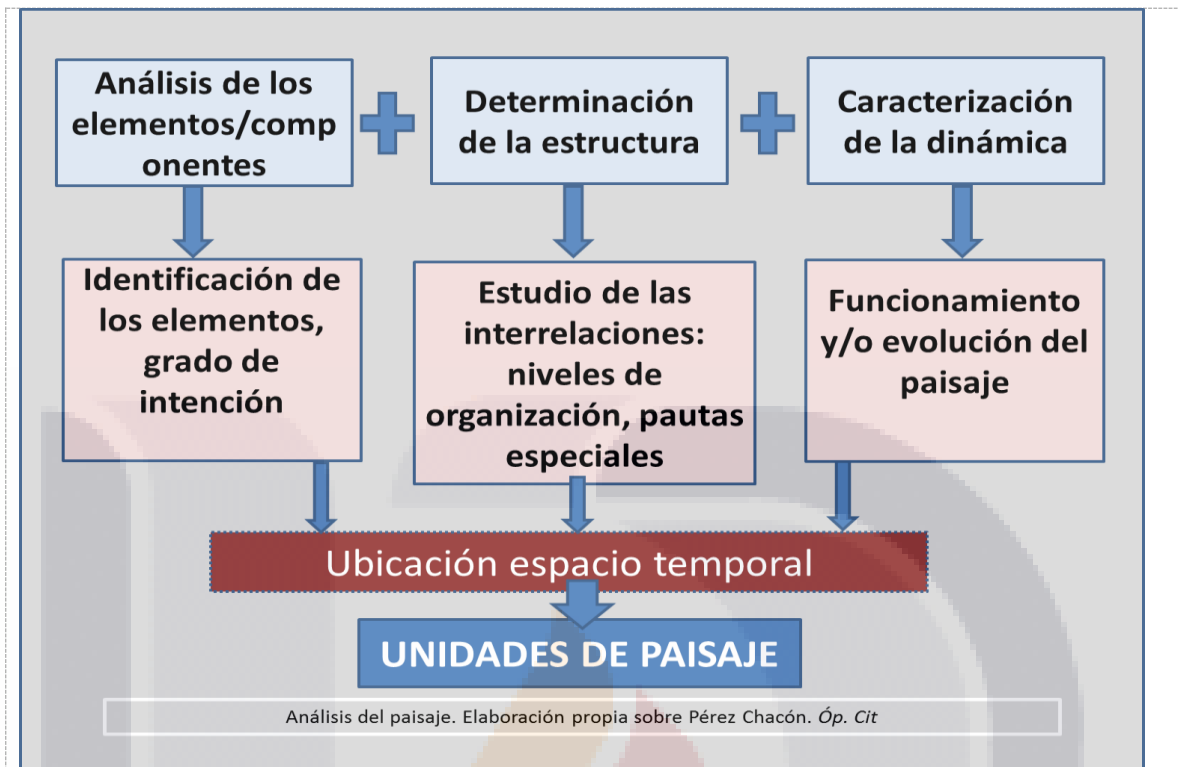 Análisis de los
elementos/comp
onentes
Determinación
de la estructura
Caracterización
de la dinámica
Identificación de
los elementos,
grado de
intención
Estudio de las
interrelaciones:
niveles de
organización, pautas
especiales
Funcionamiento
y/o evolución del
paisaje
Ubicación espacio temporal
UNIDADES DE PAISAJE
Análisis del paisaje. Elaboración propia sobre Pérez Chacón. Óp. Cit